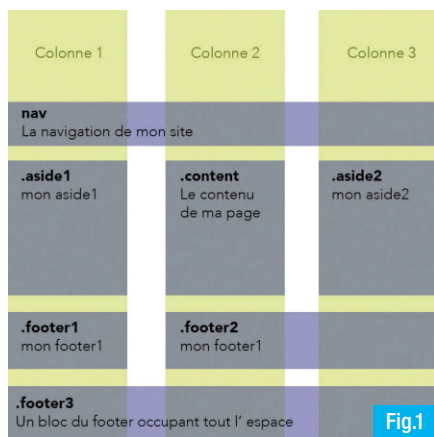 Colonne 1
Colonne 2
Colonne 3
nav
La navigation de mon site
.aside1
mon aside1
.content
Le contenu
de ma page
.aside2
mon aside2
.footer1
mon footer1
.footer2
mon footer1
.footer3
Un bloc du footer occupant tout l' espace
Fig.1